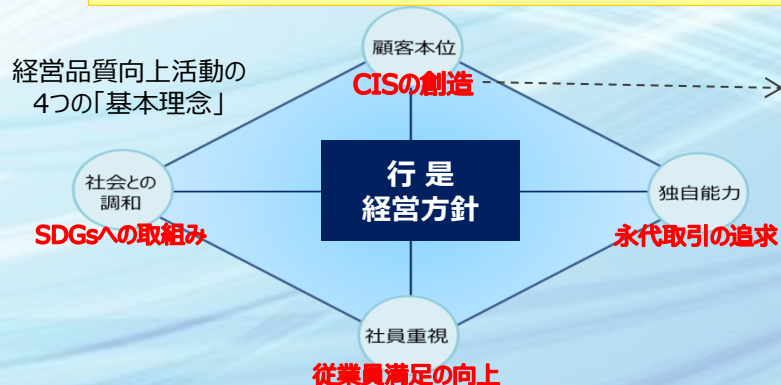 顧客本位
CISの創造
経営品質向上活動の
4つの「基本理念」
行 是
経営方針
社会との
調和
SDGsへの取組み
独自能力
永代取引の追求
社員重視
従業員満足の向上